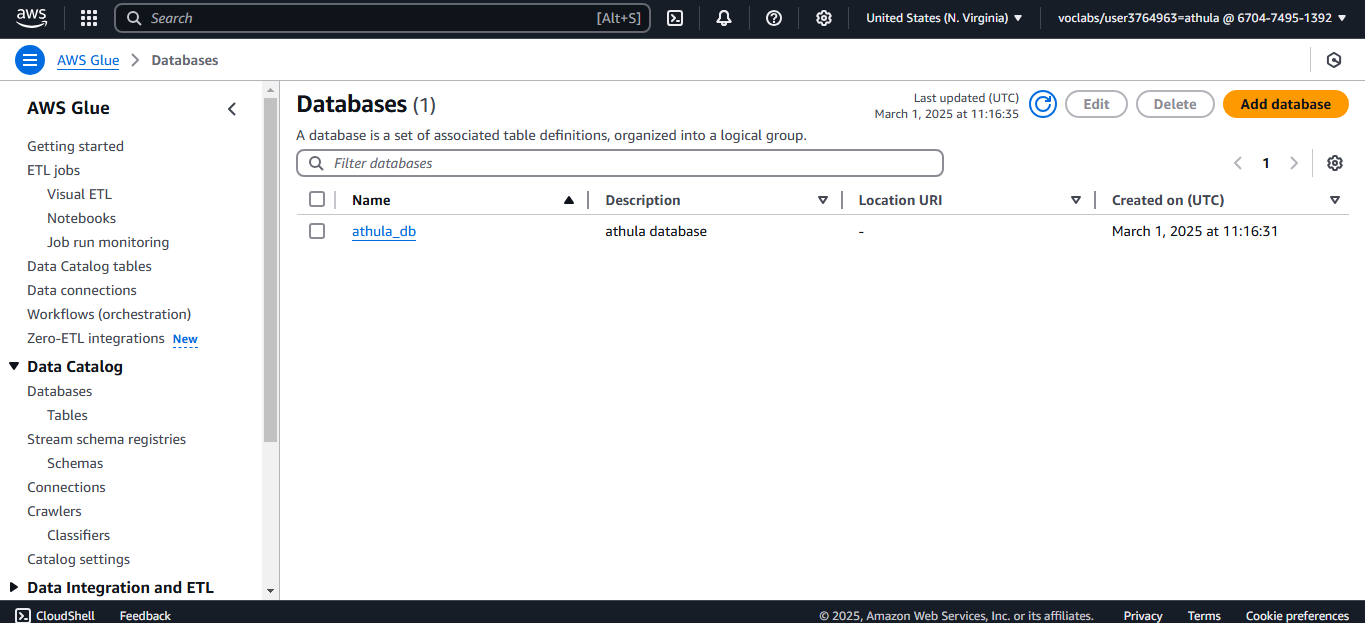 aws
Search [Alt+S]
United States (N. Virginia)
voclabs/user3764963=athula @ 6704-7495-1392
AWS Glue
Databases
AWS Glue
Getting started
ETL jobs
Visual ETL
Notebooks
Job run monitoring
Data Catalog tables
Data connections
Workflows (orchestration)
Zero-ETL integrations New
Data Catalog
Databases
Tables
Stream schema registries
Schemas
Connections
Crawlers
Classifiers
Catalog settings
Data Integration and ETL
Databases (1)
Last updated (UTC)
March 1, 2025 at 11:16:35
Edit
Delete
Add database
A database is a set of associated table definitions, organized into a logical group.
Filter databases
1
Name Description Location URI Created on (UTC)
athula_db athula database - March 1, 2025 at 11:16:31
CloudShell Feedback © 2025, Amazon Web Services, Inc. or its affiliates. Privacy Terms Cookie preferences